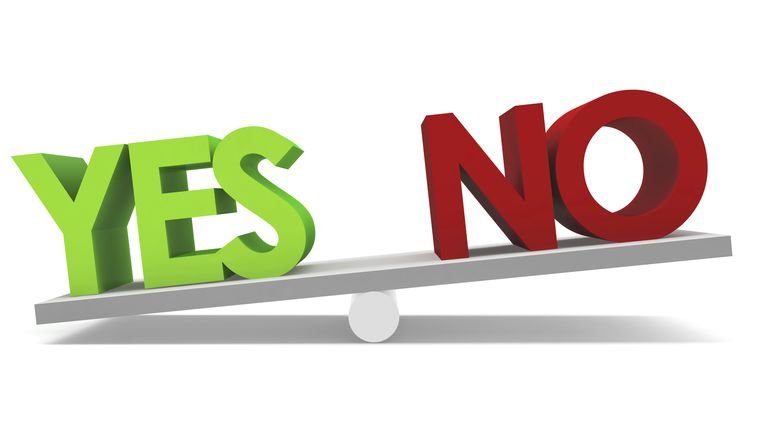 YES NO